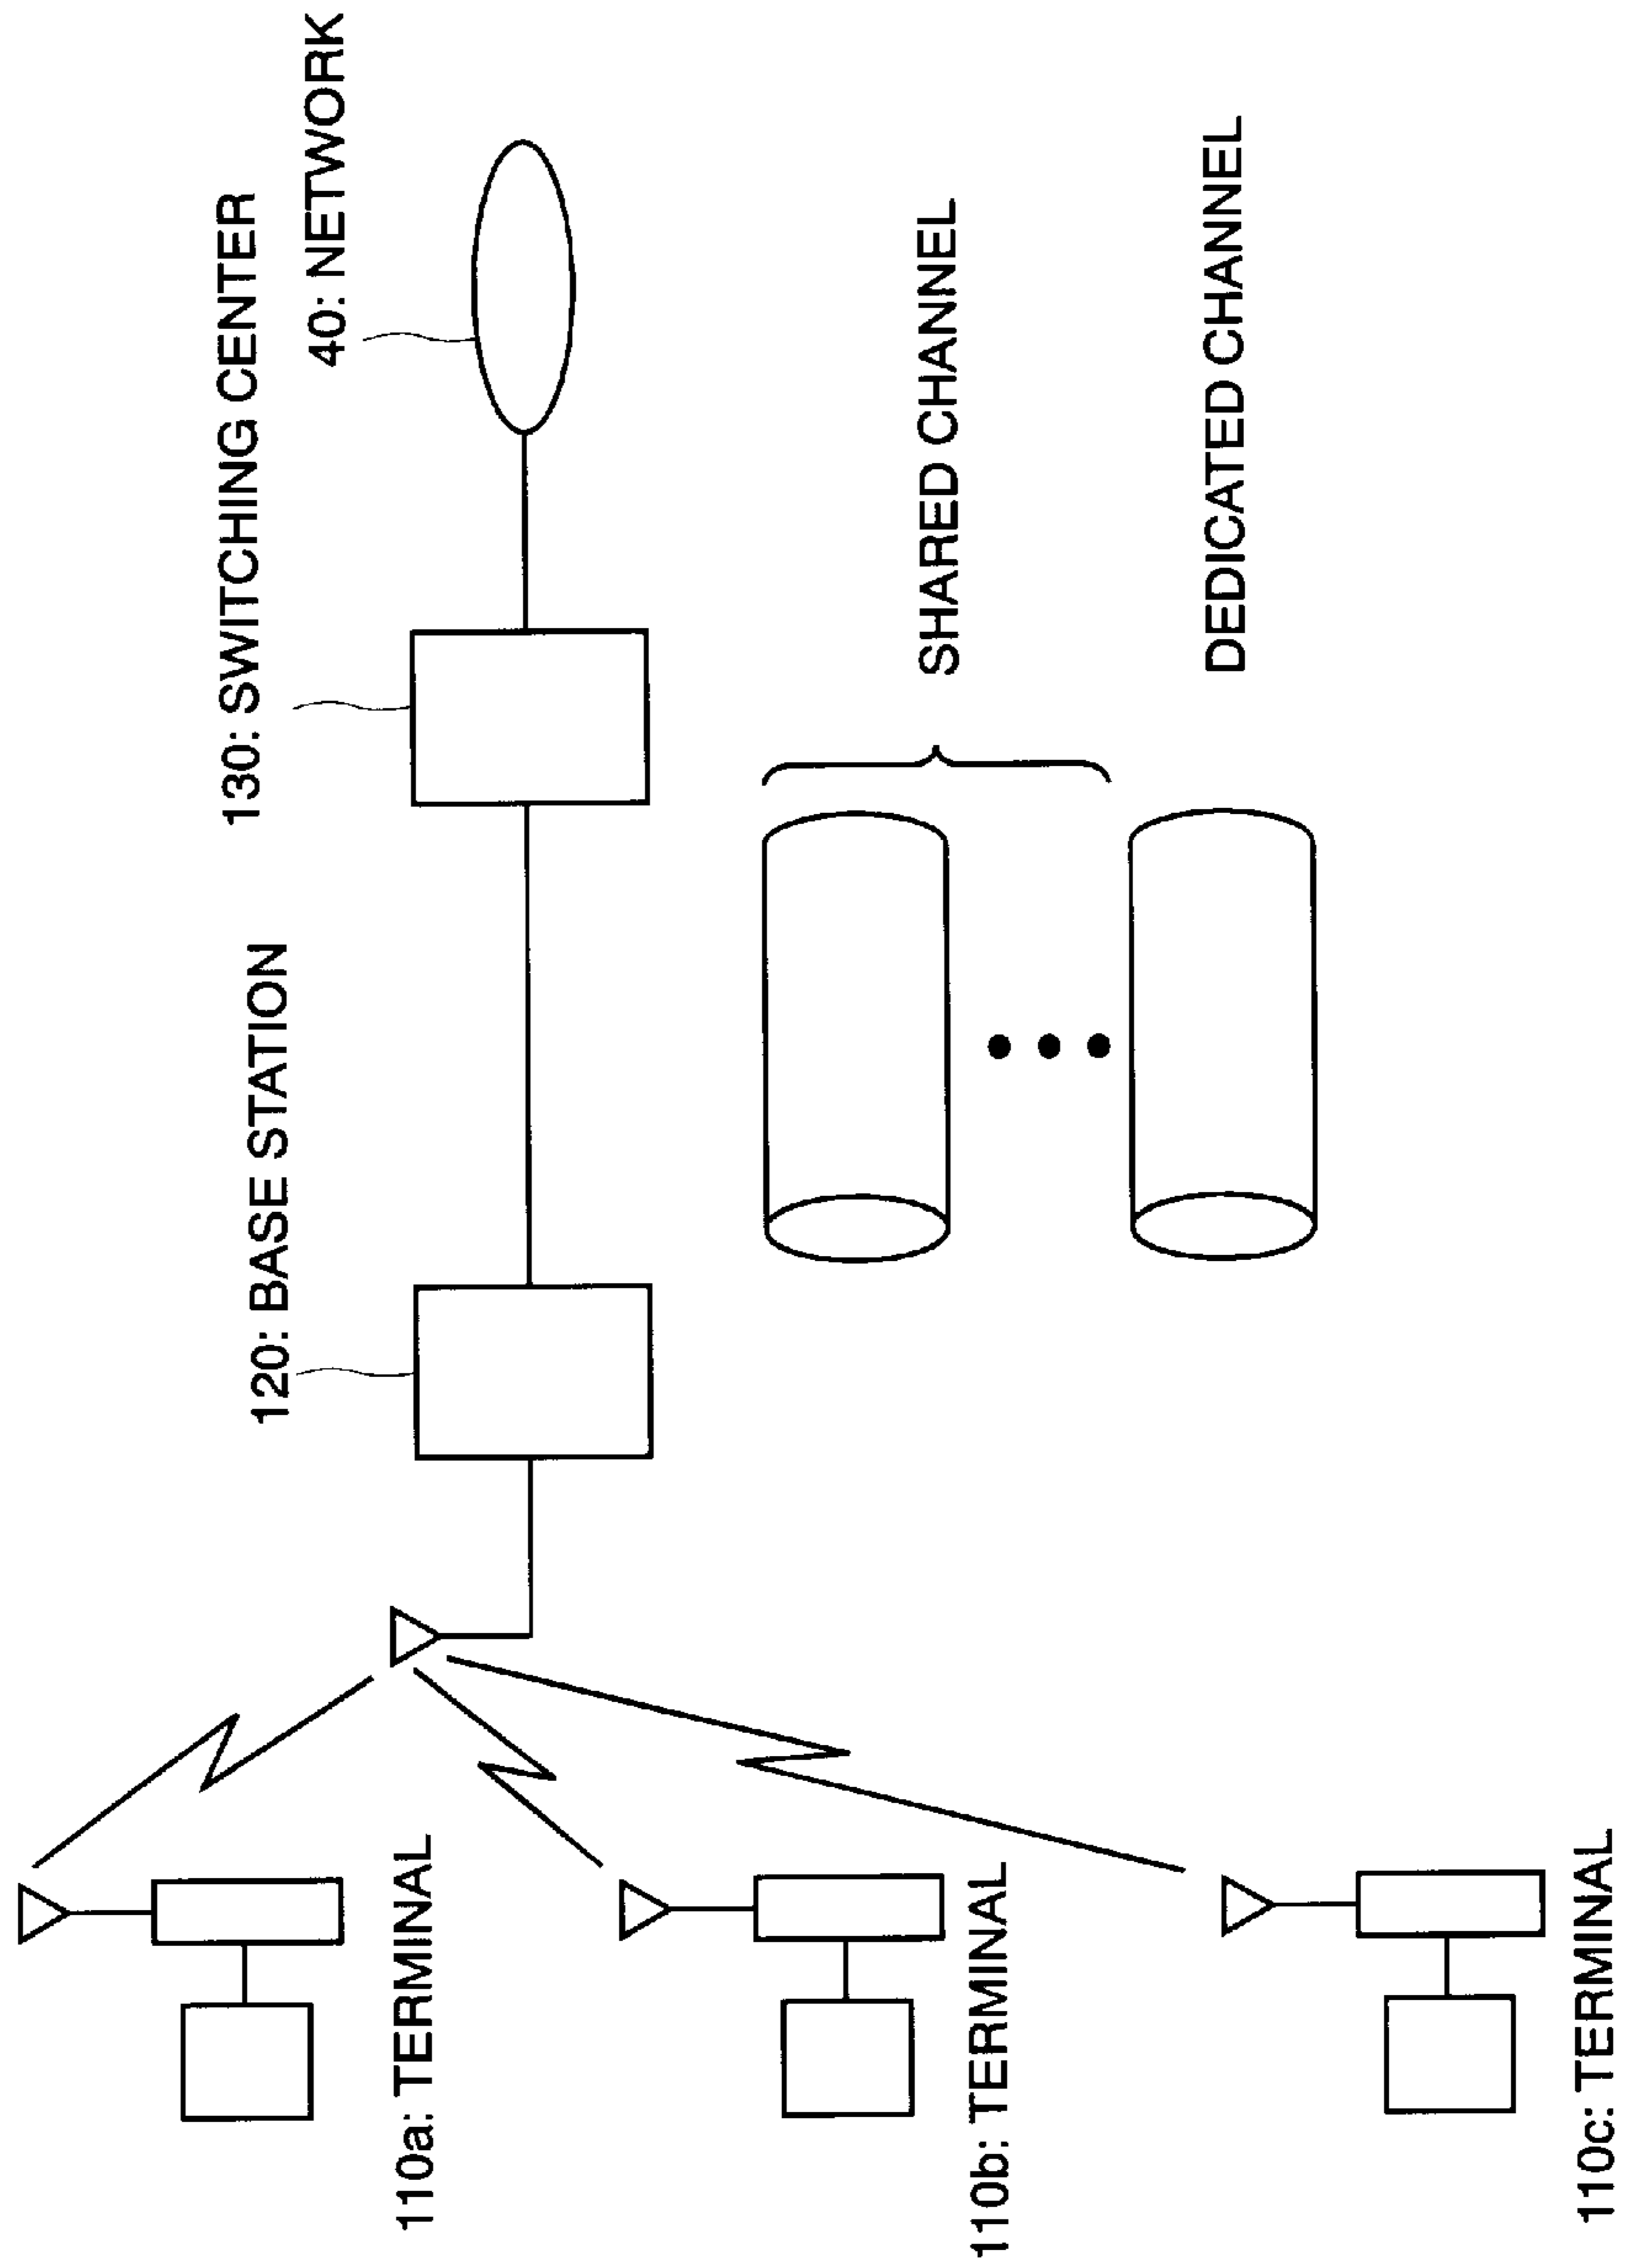 130: SWITCHING CENTER
40: NETWORK
120: BASE STATION
SHARED CHANNEL
DEDICATED CHANNEL
110a: TERMINAL
110b: TERMINAL
110c: TERMINAL